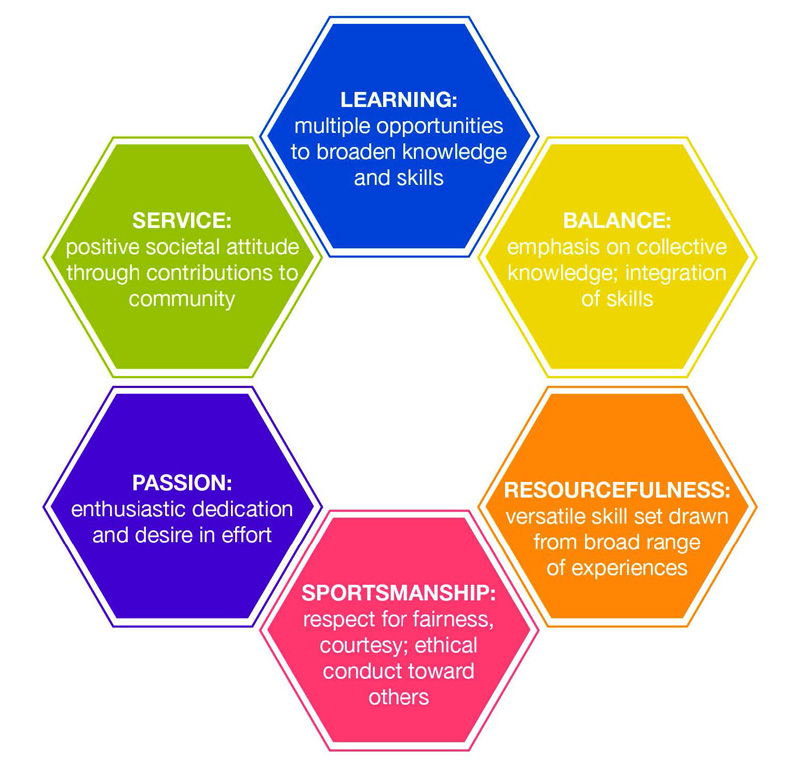 LEARNING:
multiple opportunities
to broaden knowledge
and skills
BALANCE:
emphasis on collective
knowledge; integration
of skills
RESOURCEFULNESS:
versatile skill set drawn
from broad range
of experiences
SPORTSMANSHIP:
respect for fairness,
courtesy; ethical
conduct toward
others
PASSION:
enthusiastic dedication
and desire in effort
SERVICE:
positive societal attitude
through contributions to
community